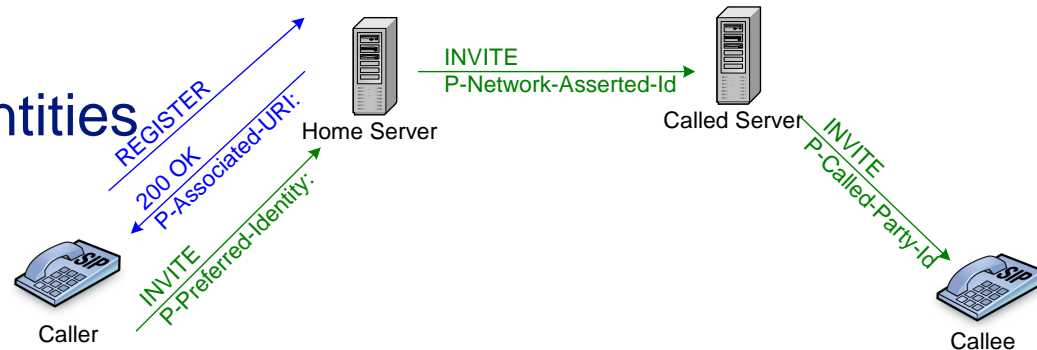 ntities
REGISTER
200 OK
P-Associated-URI:
INVITE
P-Preferred-Identity:
Home Server
INVITE
P-Network-Asserted-Id
Called Server
INVITE
P-Called-Party-Id
SIP
Caller
SIP
Callee